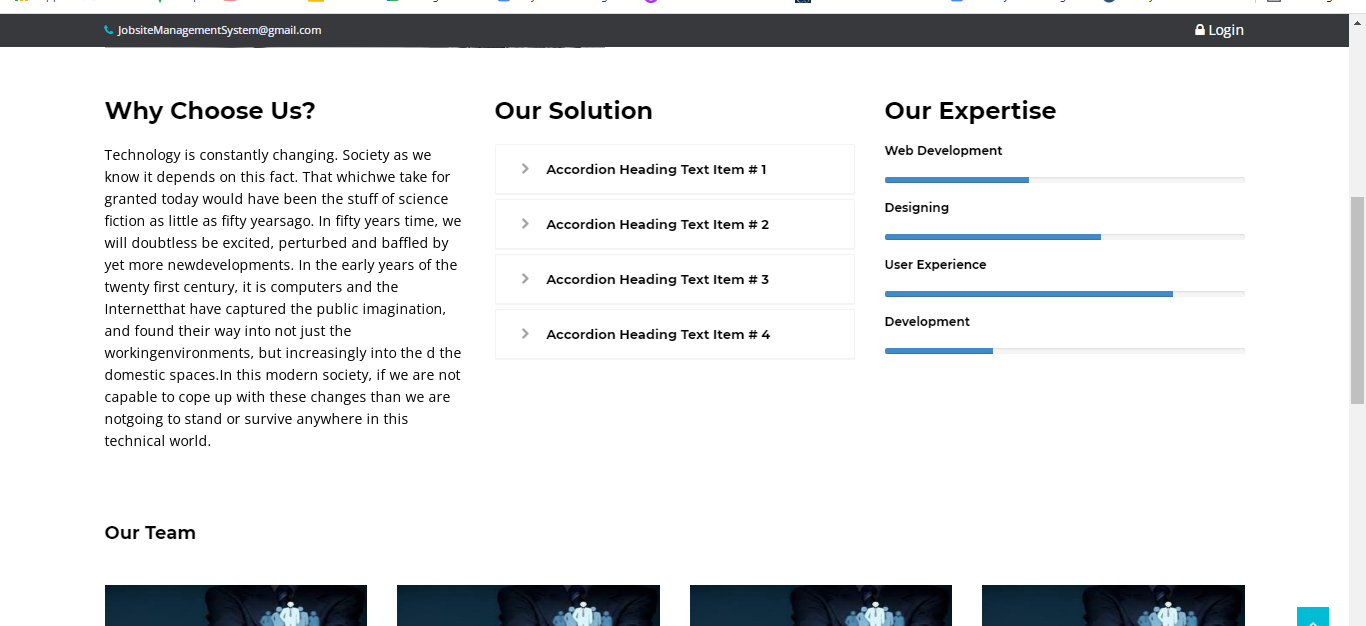 JobsiteManagementSystem@gmail.com
Login
Why Choose Us?
Technology is constantly changing. Society as we
know it depends on this fact. That whichwe take for
granted today would have been the stuff of science
fiction as little as fifty yearsago. In fifty years time, we
will doubtless be excited, perturbed and baffled by
yet more newdevelopments. In the early years of the
twenty first century, it is computers and the
Internetthat have captured the public imagination,
and found their way into not just the
workingenvironments, but increasingly into the d the
domestic spaces.In this modern society, if we are not
capable to cope up with these changes than we are
notgoing to stand or survive anywhere in this
technical world.
Our Solution
Accordion Heading Text Item # 1
Accordion Heading Text Item # 2
Accordion Heading Text Item # 3
Accordion Heading Text Item # 4
Our Expertise
Web Development
Designing
User Experience
Development
Our Team